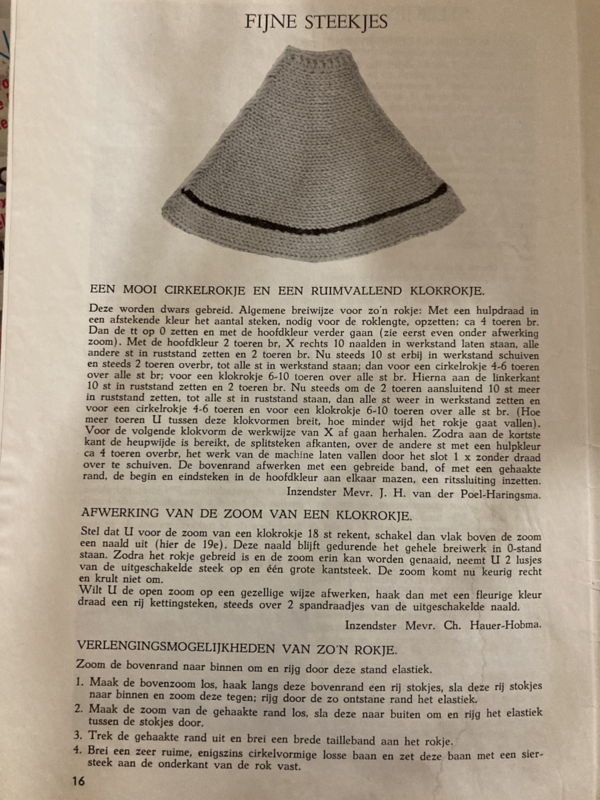 FIJNE STEEKJES
EEN MOOI CIRKELROKJE EN EEN RUIMVALLEND KLOKROKJE.
Deze worden dwars gebreid. Algemene breiwijze voor zo'n rokje: Met een hulpdraad in
een afstekende kleur het aantal steken, nodig voor de roklengte, opzetten; ca 4 toeren br.
Dan de tt op 0 zetten en met de hoofdkleur verder gaan (zie eerst even onder afwerking
zoom). Met de hoofdkleur 2 toeren br, X rechts 10 naalden in werkstand laten staan, alle
andere st in ruststand zetten en 2 toeren br. Nu steeds 10 st erbij in werkstand schuiven
en steeds 2 toeren overbr, tot alle st in werkstand staan; dan voor een cirkelrokje 4-6 toeren
over alle st br; voor een klokrokje 6-10 toeren over alle st br. Hierna aan de linkerkant
10 st in ruststand zetten en 2 toeren br. Nu steeds om de 2 toeren aansluitend 10 st meer
in ruststand zetten, tot alle st in ruststand staan, dan alle st weer in werkstand zetten en
voor een cirkelrokje 4-6 toeren en voor een klokrokje 6-10 toeren over alle st br. (Hoe
meer toeren U tussen deze klokvormen breit, hoe minder wijd het rokje gaat vallen).
Voor de volgende klokvorm de werkwijze van X af gaan herhalen. Zodra aan de kortste
kant de heupwijde is bereikt, de splitsteken afkanten, over de andere st met een hulpkleur
ca 4 toeren overbr, het werk van de machine laten vallen door het slot 1 x zonder draad
over te schuiven. De bovenrand afwerken met een gebreide band, of met een gehaakte
rand, de begin en eindsteken in de hoofdkleur aan elkaar mazen, een ritssluiting inzetten.
Inzendster Mevr. J. H. van der Poel-Haringsma.
AFWERKING VAN DE ZOOM VAN EEN KLOKROKJE.
Stel dat U voor de zoom van een klokrokje 18 st rekent, schakel dan vlak boven de zoom
een naald uit (hier de 19e). Deze naald blijft gedurende het gehele breiwerk in 0-stand
staan. Zodra het rokje gebreid is en de zoom erin kan worden genaaid, neemt U 2 lusjes
van de uitgeschakelde steek op en één grote kantsteek. De zoom komt nu keurig recht
en krult niet om.
Wilt U de open zoom op een gezellige wijze afwerken, haak dan met een fleurige kleur
draad een rij kettingsteken, steeds over 2 spandraadjes van de uitgeschakelde naald.
Inzendster Mevr. Ch. Hauer-Hobma.
VERLENGINGSMOGELIJKHEDEN VAN ZO'N ROKJE.
Zoom de bovenrand naar binnen om en rijg door deze stand elastiek.
1. Maak de bovenzoom los, haak langs deze bovenrand een rij stokjes, sla deze rij stokjes
naar binnen en zoom deze tegen; rijg door de zo ontstane rand het elastiek.
2. Maak de zoom van de gehaakte rand los, sla deze naar buiten om en rijg het elastiek
tussen de stokjes door.
3. Trek de gehaakte rand uit en brei een brede tailleband aan het rokje.
4. Brei een zeer ruime, enigszins cirkelvormige losse baan en zet deze baan met een sier-
steek aan de onderkant van de rok vast.
16